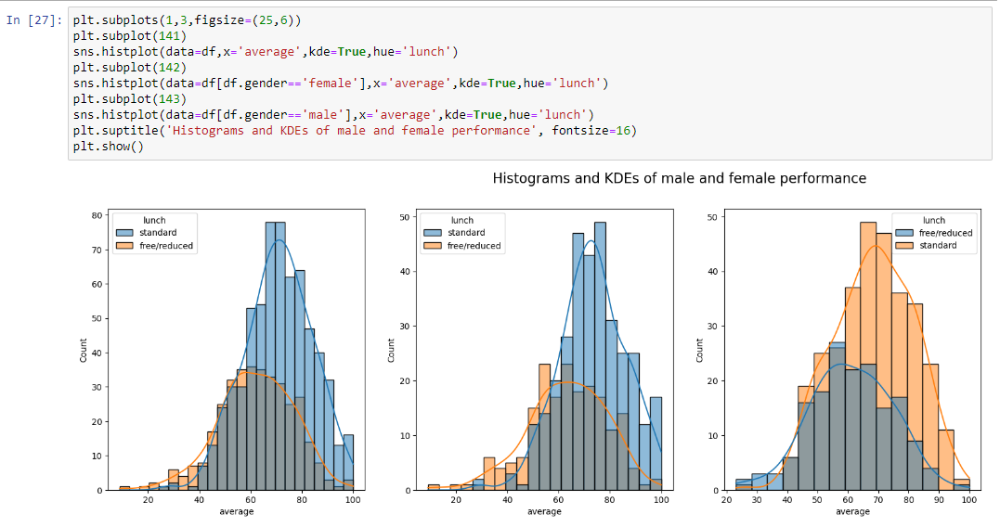 In [27]:
plt.subplots(1,3,figsize=(25,6))
plt.subplot(141)
sns.histplot(data=df,x='average',kde=True,hue='lunch')
plt.subplot(142)
sns.histplot(data=df[df.gender=='female'],x='average',kde=True,hue='lunch')
plt.subplot(143)
sns.histplot(data=df[df.gender=='male'],x='average',kde=True,hue='lunch')
plt.suptitle('Histograms and KDEs of male and female performance', fontsize=16)
plt.show()
Histograms and KDEs of male and female performance
lunch
standard
free/reduced
80
70
60
50
40
30
20
10
0
Count
20 40 60 80 100
average
lunch
standard
free/reduced
50
40
30
20
10
0
Count
20 40 60 80 100
average
lunch
free/reduced
standard
50
40
30
20
10
0
Count
20 30 40 50 60 70 80 90 100
average